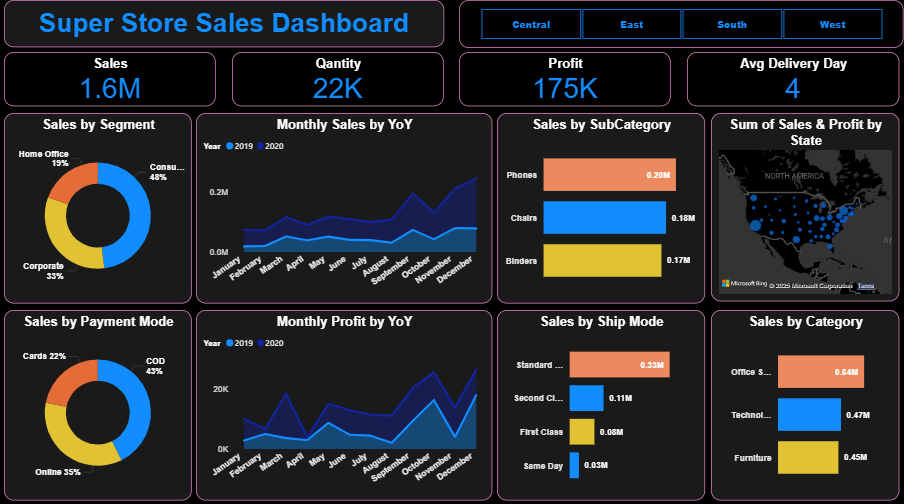 Super Store Sales Dashboard
Central
East
South
West
Sales
1.6M
Qantity
22K
Profit
175K
Avg Delivery Day
4
Sales by Segment
Home Office
19%
Consu...
48%
Corporate
33%
Monthly Sales by YoY
Year 2019 2020
0.2M
0.0M
January
February
March
April
May
June
July
August
September
October
November
December
Sales by SubCategory
Phones
0.20M
Chairs
0.18M
Binders
0.17M
Sum of Sales & Profit by
State
NORTH AMERICA
At
Microsoft Bing
© 2025 Microsoft Corporation
Terms
Sales by Payment Mode
Cards 22%
COD
43%
Online 35%
Monthly Profit by YoY
Year 2019 2020
20K
0K
January
February
March
April
May
June
July
August
September
October
November
December
Sales by Ship Mode
Standard ...
0.33M
Second Cl...
0.11M
First Class
0.08M
Same Day
0.03M
Sales by Category
Office S...
0.64M
Technol...
0.47M
Furniture
0.45M